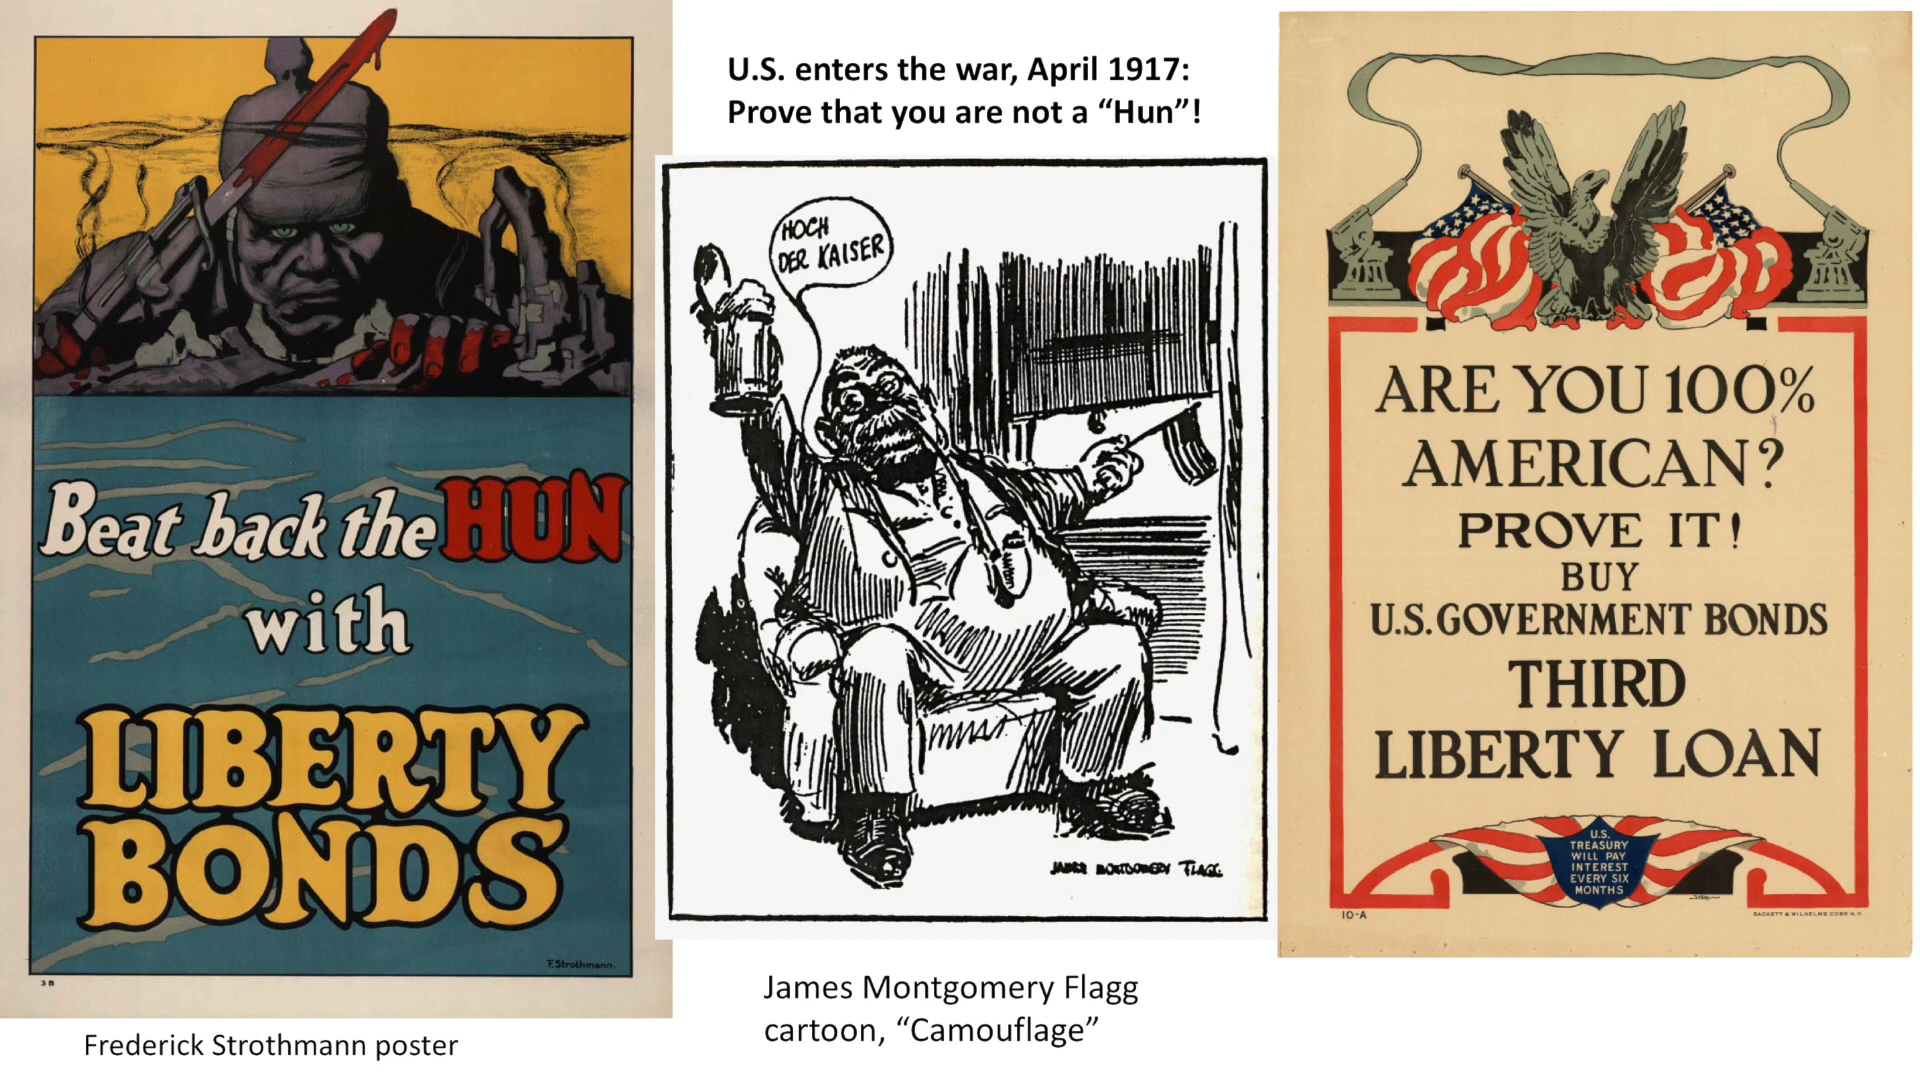 U.S. enters the war, April 1917:
Prove that you are not a “Hun”!
Beat back the HUN
with
LIBERTY
BONDS
F. Strothmann.
38
Frederick Strothmann poster
HOCH
DER KAISER
JAMES MONTGOMERY FLAGG
James Montgomery Flagg
cartoon, “Camouflage”
ARE YOU 100%
AMERICAN?
PROVE IT!
BUY
U.S. GOVERNMENT BONDS
THIRD
LIBERTY LOAN
U.S.
TREASURY
WILL PAY
INTEREST
EVERY SIX
MONTHS
10-A
SACKETT & WILHELMS CORP. N.Y.